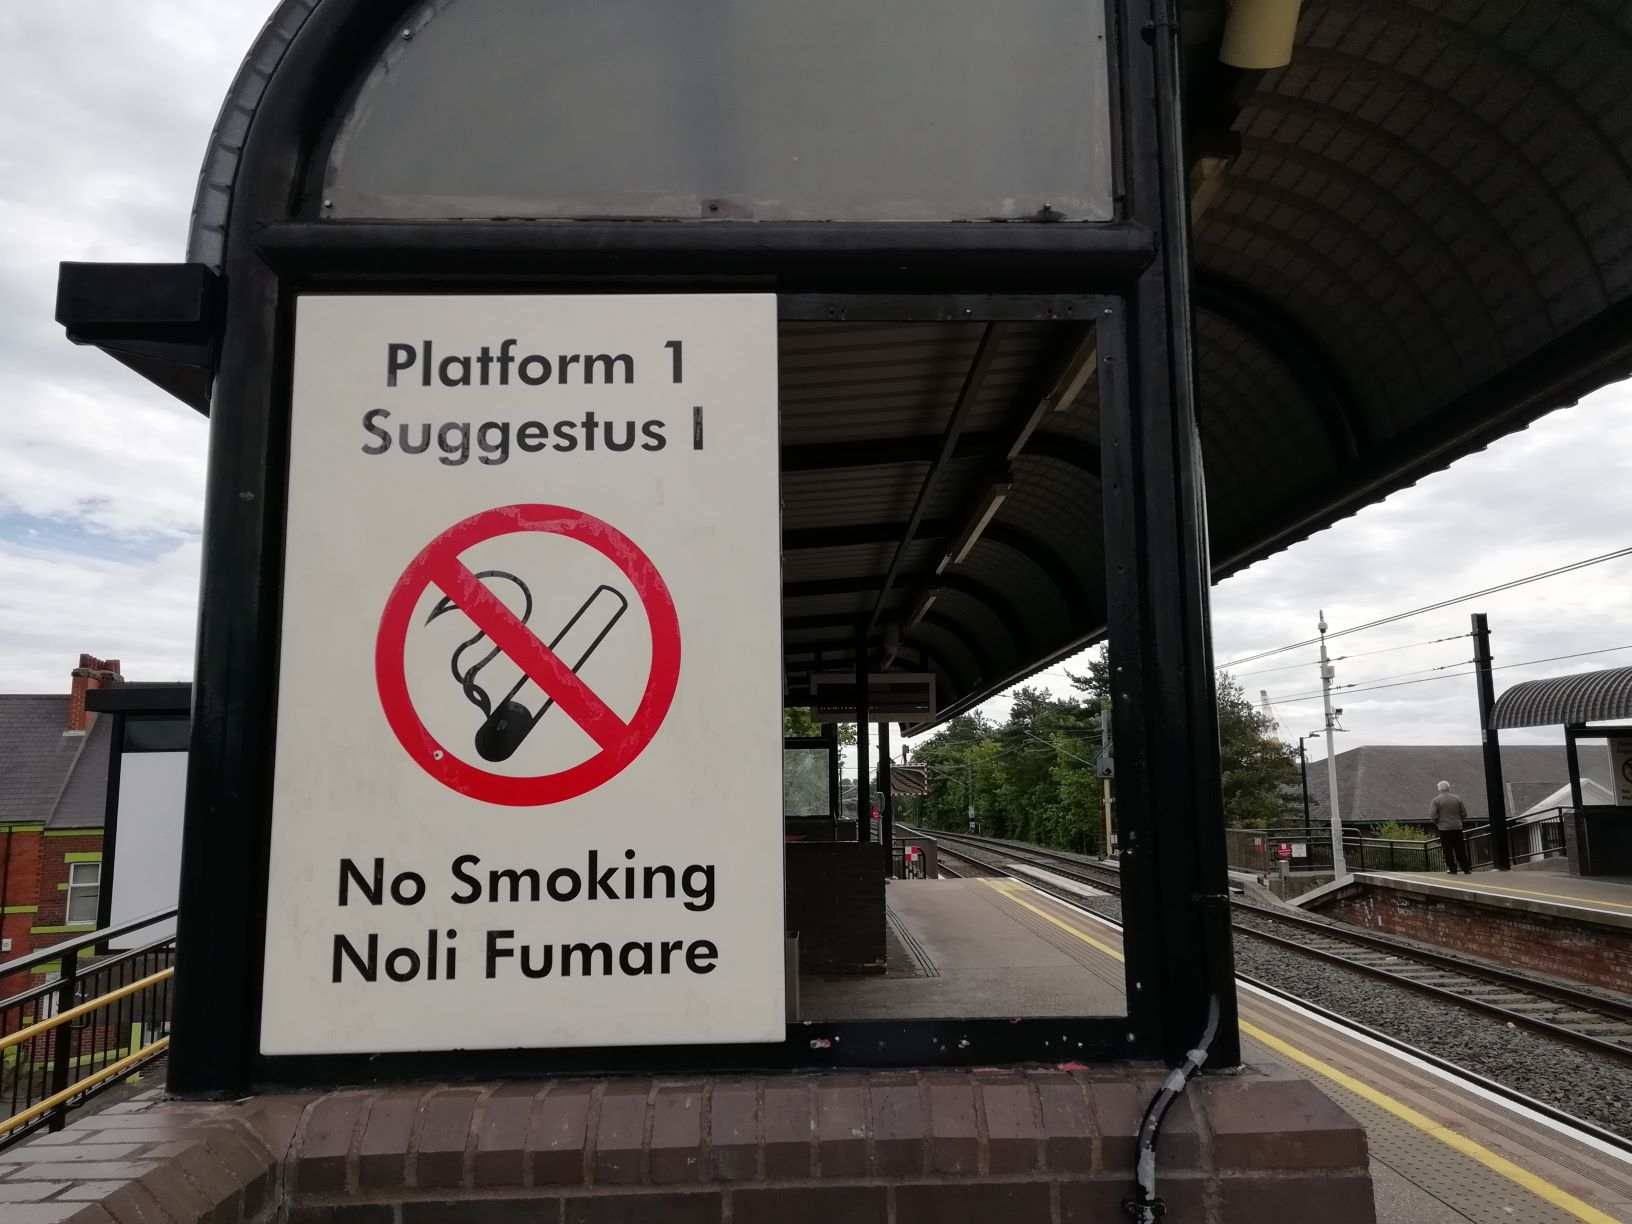 Platform 1
Suggestus I
No Smoking
Noli Fumare